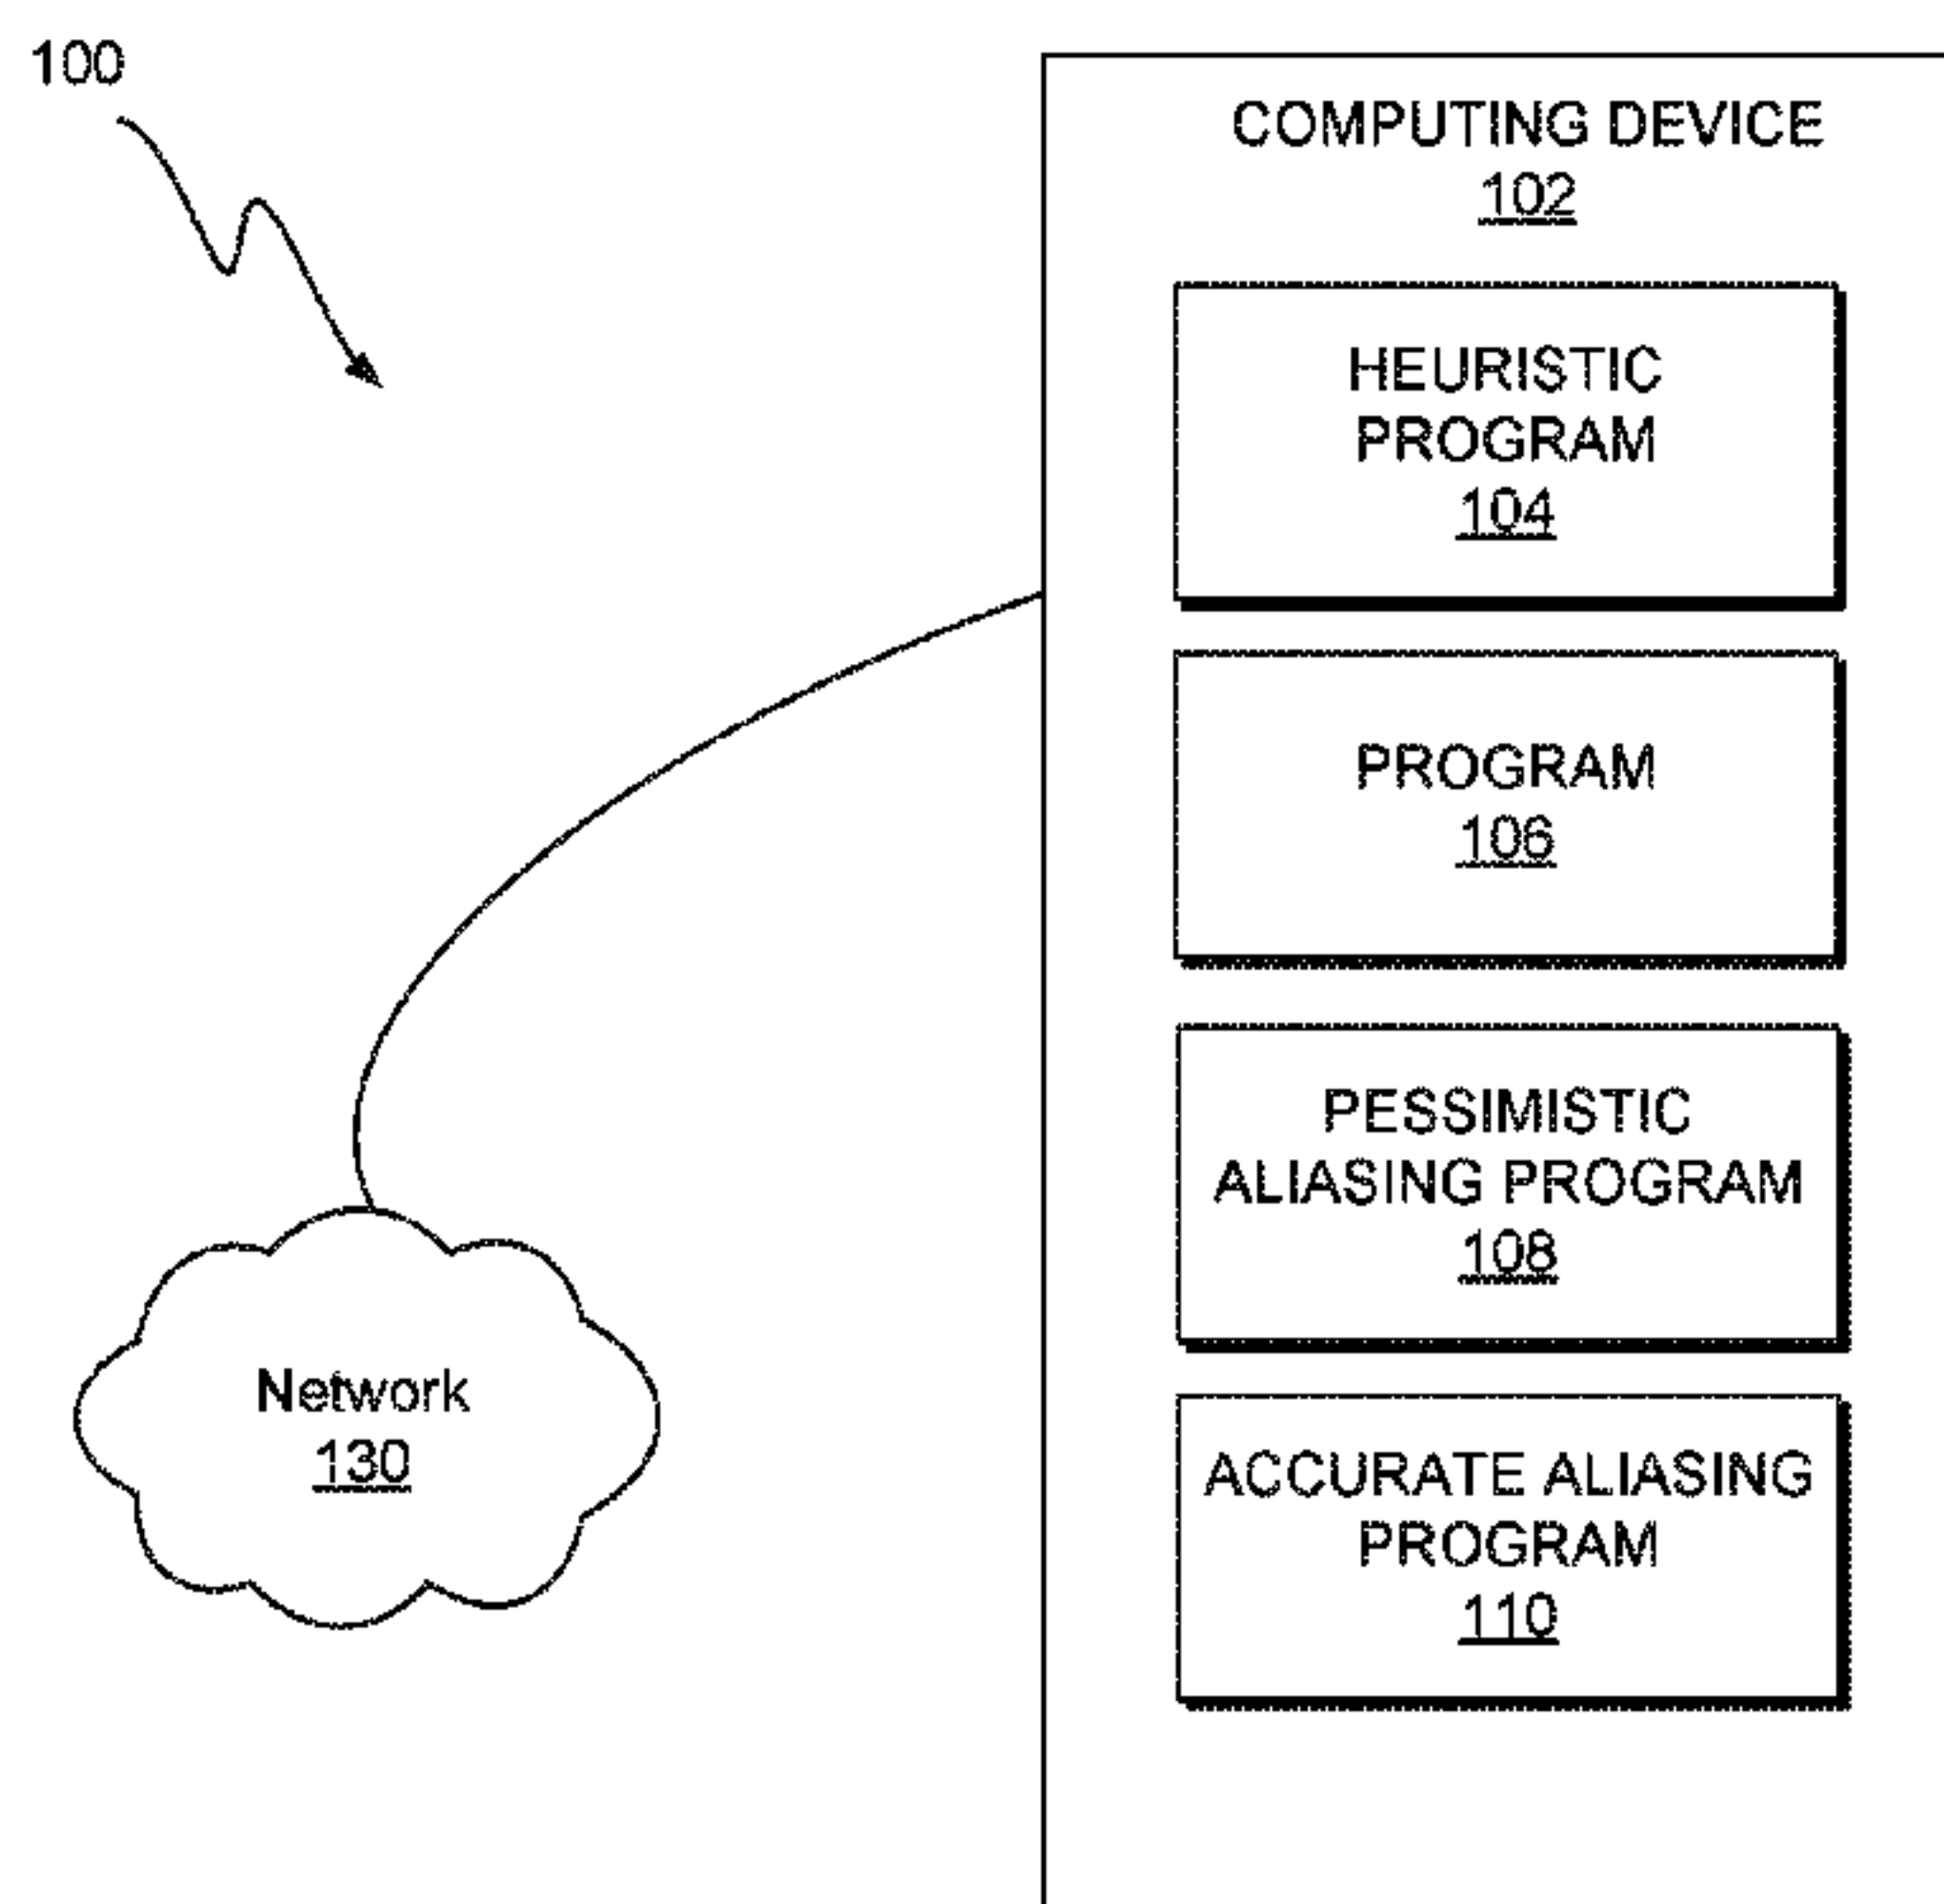 100
COMPUTING DEVICE
102
HEURISTIC
PROGRAM
104
PROGRAM
106
PESSIMISTIC
ALIASING PROGRAM
108
ACCURATE ALIASING
PROGRAM
110
Network
130